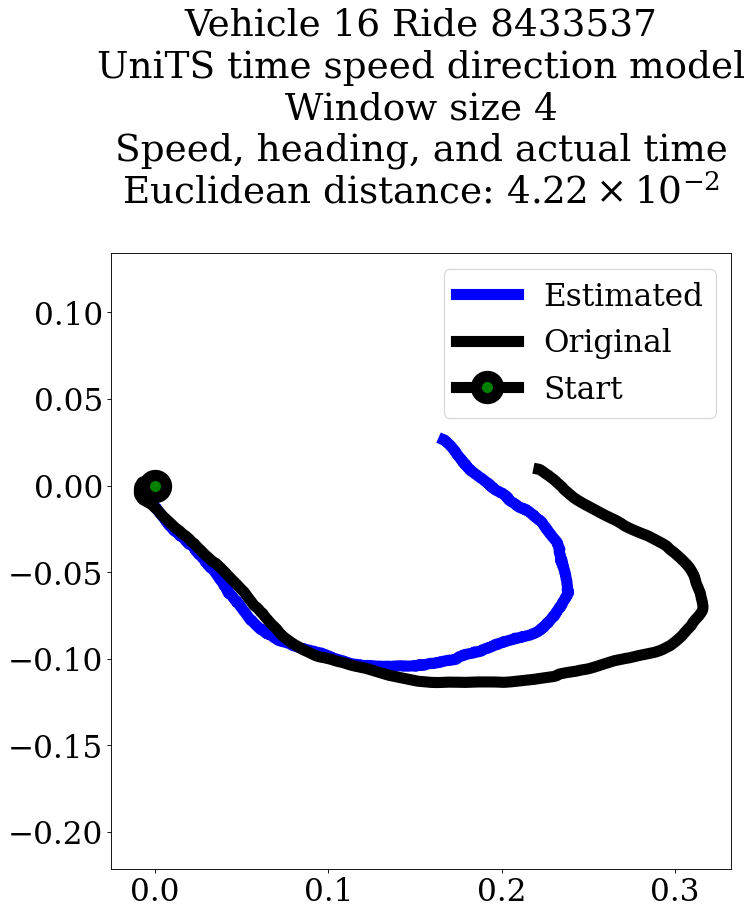 Vehicle 16 Ride 8433537
UniTS time speed direction model
Window size 4
Speed, heading, and actual time
Euclidean distance: 4.22 × 10⁻²
Estimated
Original
Start
0.10
0.05
0.00
−0.05
−0.10
−0.15
−0.20
0.0 0.1 0.2 0.3